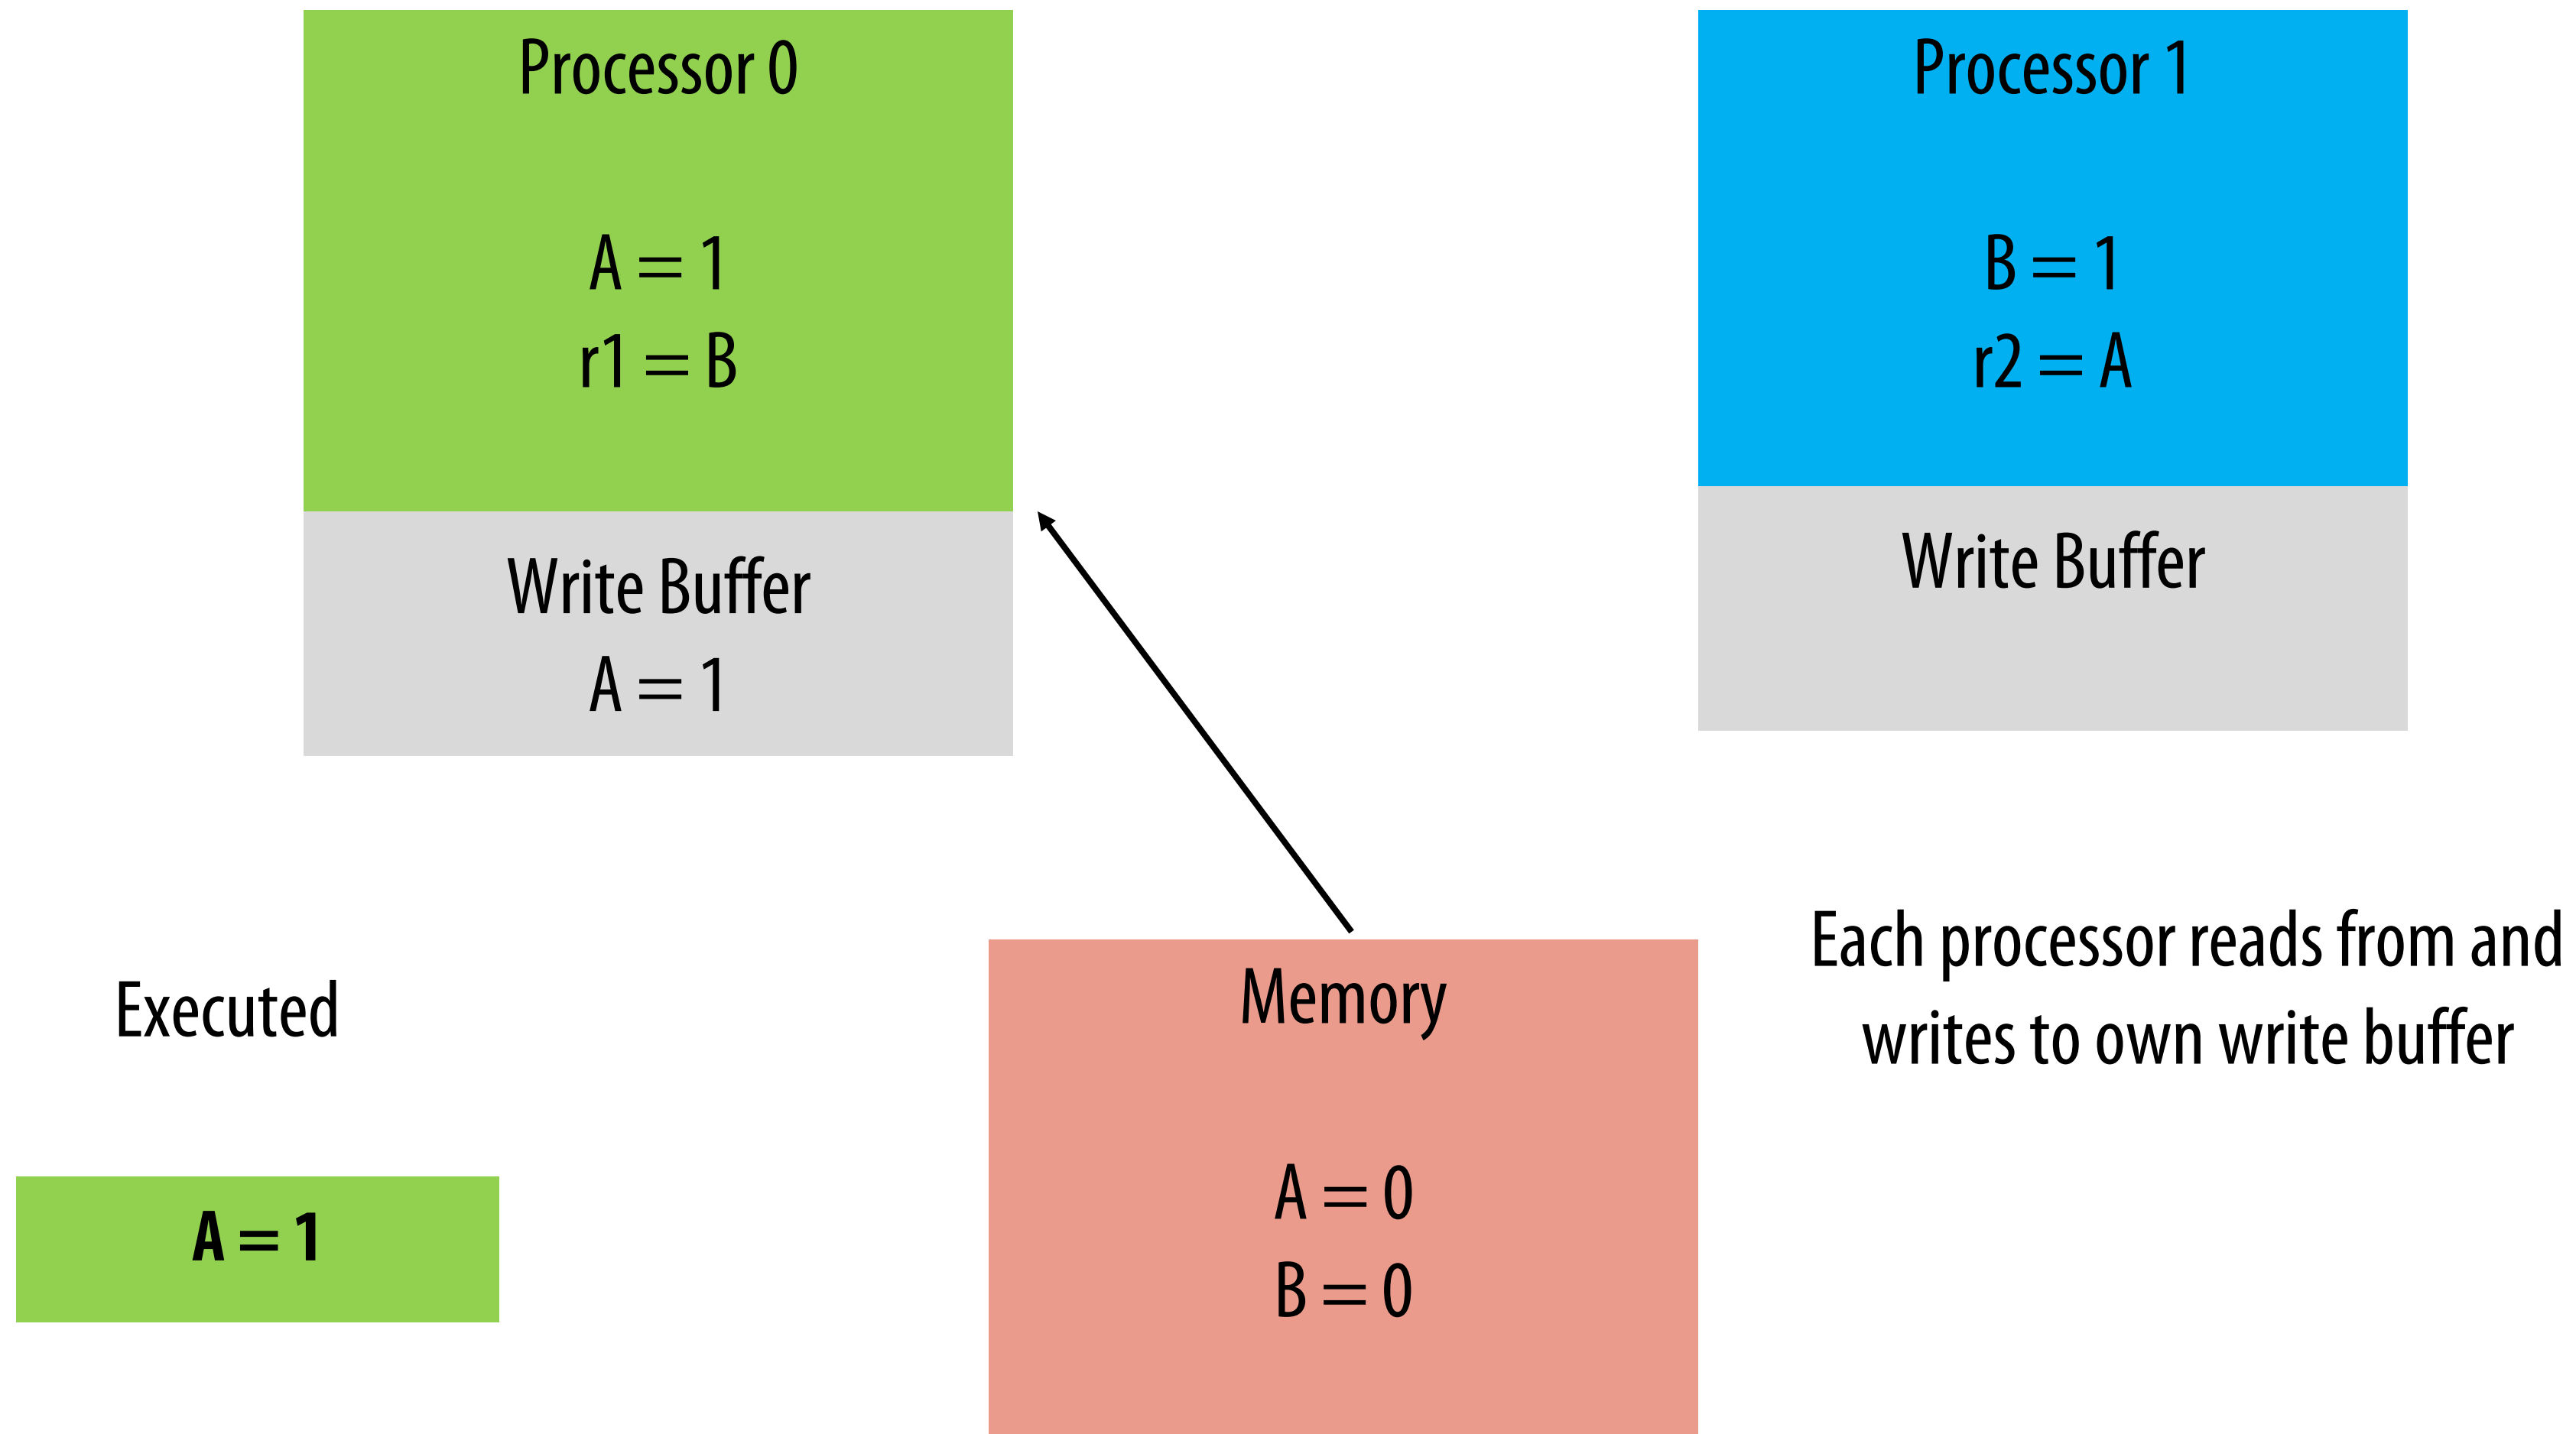 Processor 0
A = 1
r1 = B
Write Buffer
A = 1
Processor 1
B = 1
r2 = A
Write Buffer
Executed
A = 1
Memory
A = 0
B = 0
Each processor reads from and
writes to own write buffer